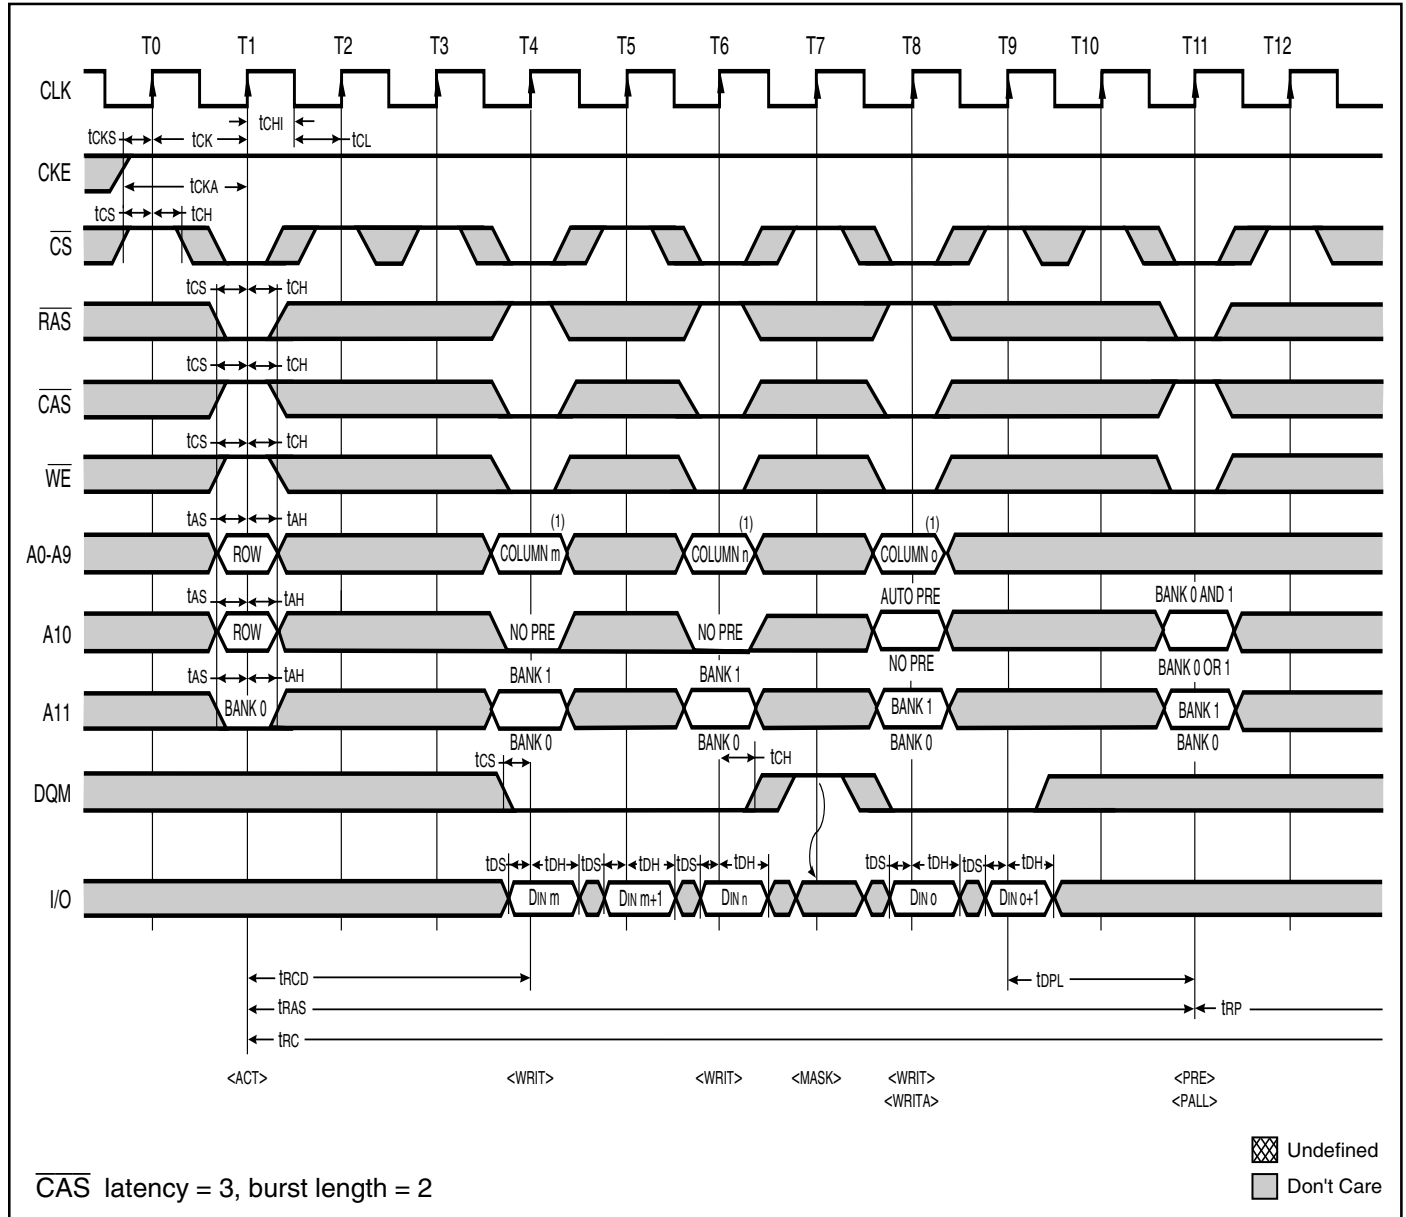 T0 T1 T2 T3 T4 T5 T6 T7 T8 T9 T10 T11 T12
CLK
tCHI
tCKS tCK tCL
CKE
tCKA
tCS tCH
CS
tCS tCH
RAS
tCS tCH
CAS
tCS tCH
WE
tAS tAH (1) (1) (1)
A0-A9 ROW COLUMN m COLUMN n COLUMN o
tAS tAH AUTO PRE BANK 0 AND 1
A10 ROW NO PRE NO PRE
NO PRE BANK 0 OR 1
tAS tAH BANK 1 BANK 1
A11 BANK 0 BANK 1 BANK 1
BANK 0 BANK 0 BANK 0 BANK 0
tCS tCH
DQM
tDS tDH tDS tDH tDS tDH tDS tDH tDS tDH
I/O DIN m DIN m+1 DIN n DIN o DIN o+1
tRCD tDPL
tRAS tRP
tRC
<ACT> <WRIT> <WRIT> <MASK> <WRIT> <PRE>
<WRITA> <PALL>
Undefined
CAS latency = 3, burst length = 2 Don't Care